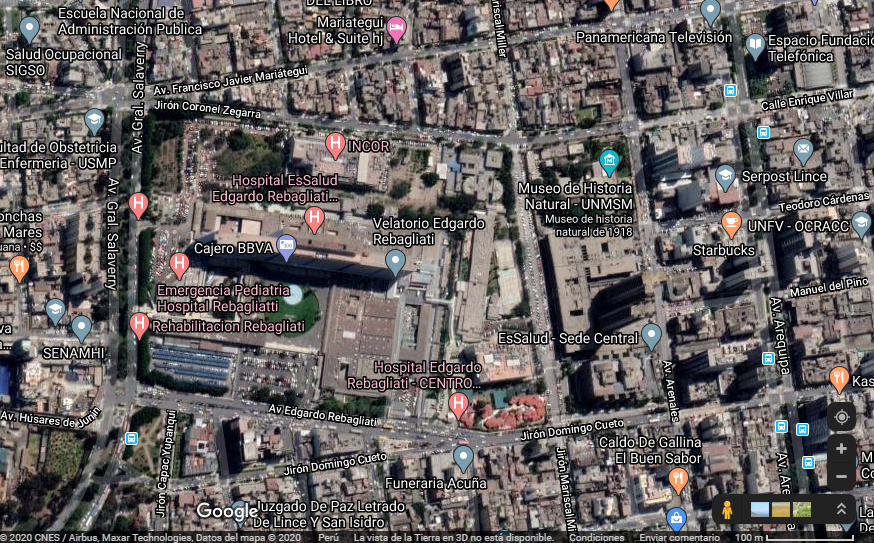 DEL LIBRO
Escuela Nacional de
Administración Publica
Mariategui
Hotel & Suite hj
Mariscal Miller
Panamericana Televisión
Espacio Fundació
Telefónica
Salud Ocupacional
SIGSO
Av. Gral. Salaverry
Av. Francisco Javier Mariátegui
Jirón Coronel Zegarra
Calle Enrique Villar
ultad de Obstetricia
Enfermeria - USMP
INCOR
Serpost Lince
Hospital EsSalud
Edgardo Rebagliati...
Museo de Historia
Natural - UNMSM
Museo de historia
natural de 1918
Teodoro Cárdenas
Av. Gral. Salaverry
onchas
Mares
uana • $$
Velatorio Edgardo
Rebagliati
UNFV - OCRACC
Cajero BBVA
Starbucks
Emergencia Pediatria
Hospital Rebagliatti
Manuel del Pino
Rehabilitacion Rebagliati
Av. Arequipa
va
...
SENAMHI
EsSalud - Sede Central
Hospital Edgardo
Rebagliati - CENTRO...
Av. Arenales
Kas
Av. Húsares de Junín
Av Edgardo Rebagliati
Jirón Domingo Cueto
Jirón Capac Yupanqui
Caldo De Gallina
El Buen Sabor
Jirón Domingo Cueto
Funeraria Acuña
Jirón Mariscal
Av. Are
Google
Juzgado De Paz Letrado
De Lince Y San Isidro
La
© 2020 CNES / Airbus, Maxar Technologies, Datos del mapa © 2020 Perú La vista de la Tierra en 3D no está disponible. Condiciones Enviar comentario 100 m